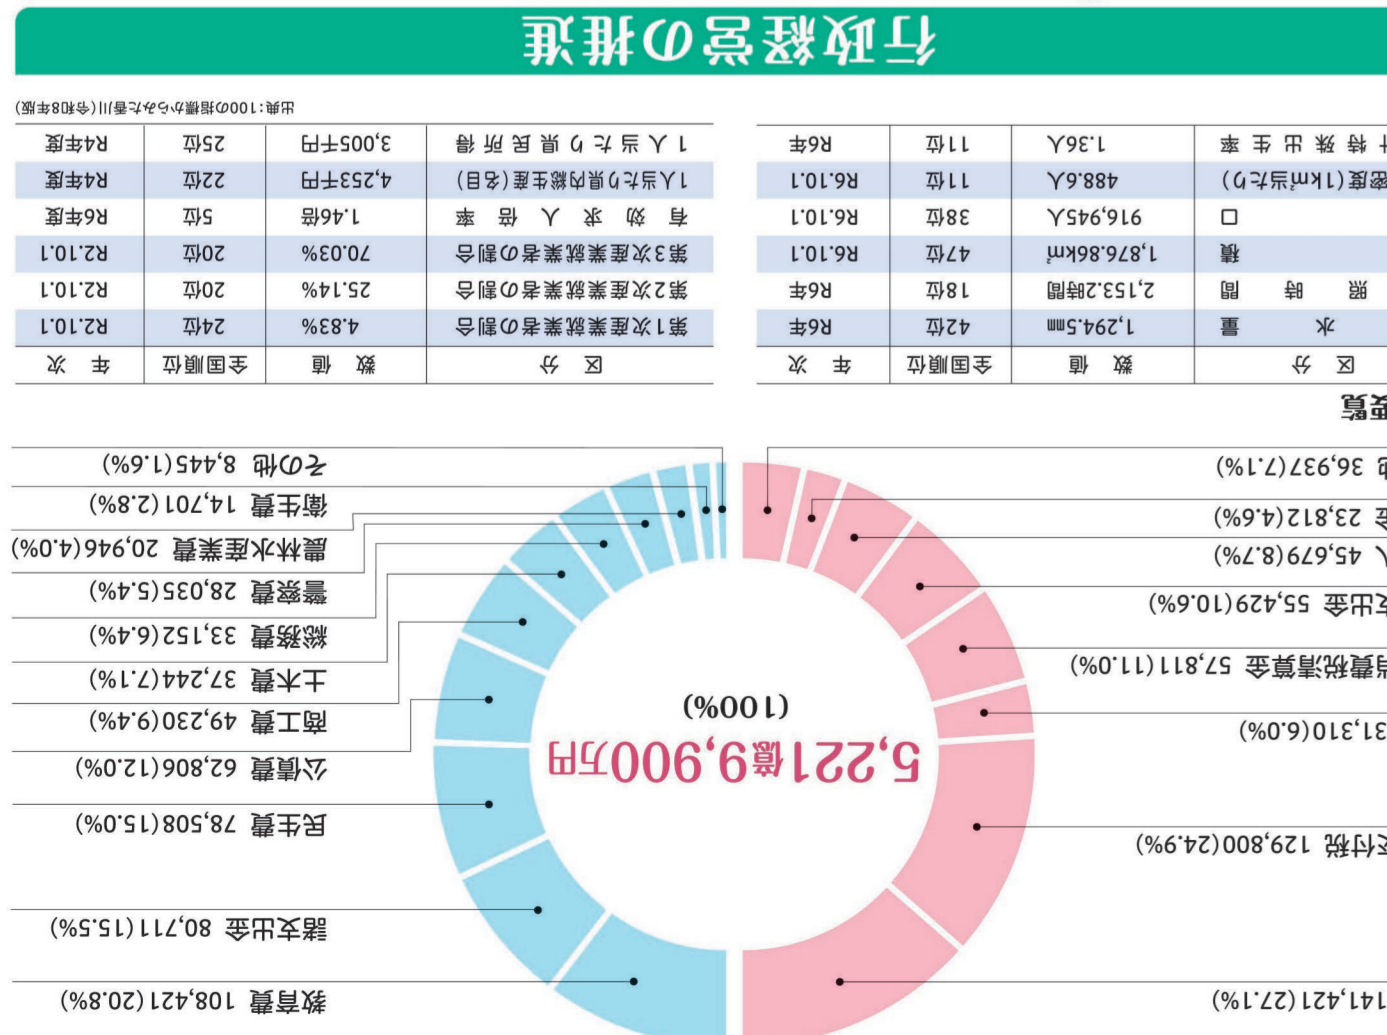 141,421(27.1%)
交付税 129,800(24.9%)
31,310(6.0%)
消費税清算金 57,811(11.0%)
支出金 55,429(10.6%)
入 45,679(8.7%)
金 23,812(4.6%)
他 36,937(7.1%)
5,221億9,900万円
(100%)
教育費 108,421(20.8%)
諸支出金 80,711(15.5%)
民生費 78,508(15.0%)
公債費 62,806(12.0%)
商工費 49,230(9.4%)
土木費 37,244(7.1%)
総務費 33,152(6.4%)
警察費 28,035(5.4%)
農林水産業費 20,946(4.0%)
衛生費 14,701(2.8%)
その他 8,445(1.6%)
要覧
区分 数値 全国順位 年次
水量 1,294.5mm 42位 R6年
照時間 2,153.2時間 18位 R6年
積 1,876.86km² 47位 R6.10.1
口 916,945人 38位 R6.10.1
密度(1km²当たり) 488.6人 11位 R6.10.1
特殊出生率 1.36人 11位 R6年
区分 数値 全国順位 年次
第1次産業就業者の割合 4.83% 24位 R2.10.1
第2次産業就業者の割合 25.14% 20位 R2.10.1
第3次産業就業者の割合 70.03% 20位 R2.10.1
有効求人倍率 1.46倍 5位 R6年度
1人当たり県内総生産(名目) 4,253千円 22位 R4年度
1人当たり県民所得 3,005千円 25位 R4年度
出典：100の指標からみた香川(令和8年版)
行政経営の推進